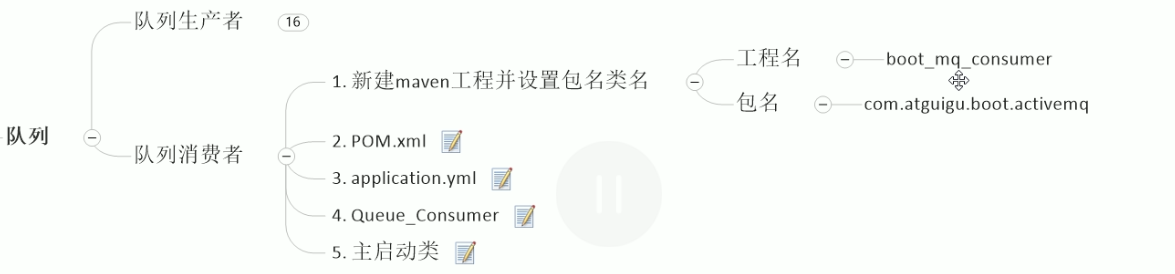 队列
队列生产者 16
队列消费者
1. 新建maven工程并设置包名类名
工程名 boot_mq_consumer
包名 com.atguigu.boot.activemq
2. POM.xml
3. application.yml
4. Queue_Consumer
5. 主启动类